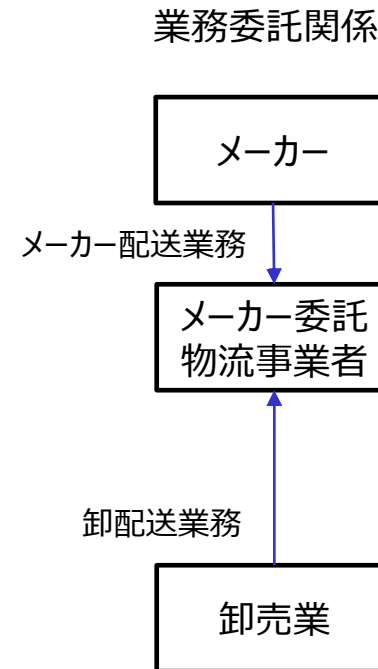 業務委託関係
メーカー
メーカー配送業務
メーカー委託
物流事業者
卸配送業務
卸売業